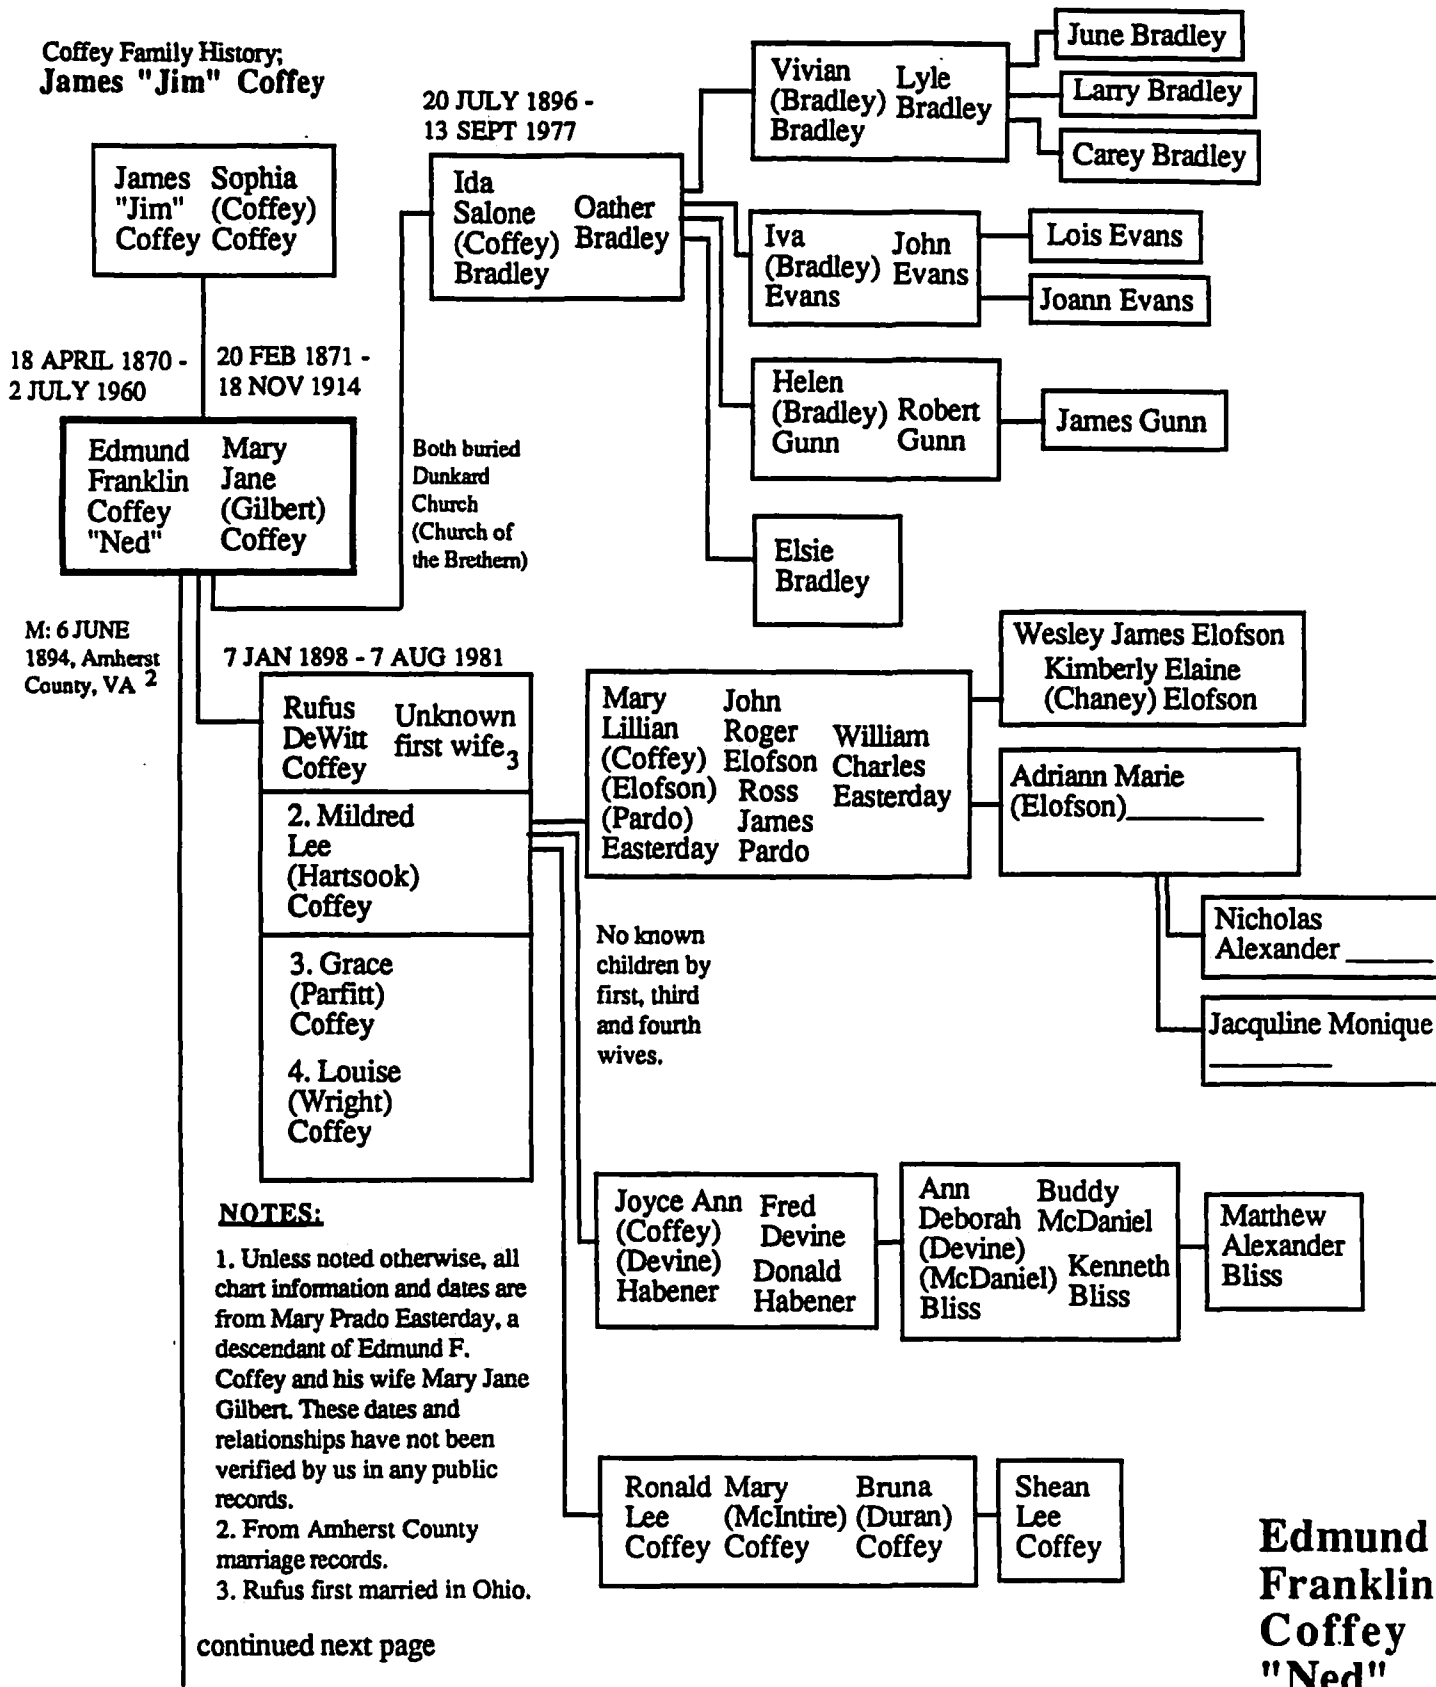 Coffey Family History;
James "Jim" Coffey
James Sophia
"Jim" (Coffey)
Coffey Coffey
18 APRIL 1870 -
2 JULY 1960
20 FEB 1871 -
18 NOV 1914
Edmund Mary
Franklin Jane
Coffey (Gilbert)
"Ned" Coffey
M: 6 JUNE
1894, Amherst
County, VA 2
20 JULY 1896 -
13 SEPT 1977
Ida
Salone
(Coffey)
Bradley
Oather
Bradley
Both buried
Dunkard
Church
(Church of
the Brethern)
Vivian
(Bradley)
Bradley
Lyle
Bradley
June Bradley
Larry Bradley
Carey Bradley
Iva
(Bradley)
Evans
John
Evans
Lois Evans
Joann Evans
Helen
(Bradley)
Gunn
Robert
Gunn
James Gunn
Elsie
Bradley
7 JAN 1898 - 7 AUG 1981
Rufus
DeWitt
Coffey
Unknown
first wife3
2. Mildred
Lee
(Hartsook)
Coffey
3. Grace
(Parfitt)
Coffey
4. Louise
(Wright)
Coffey
Mary
Lillian
(Coffey)
(Elofson)
(Pardo)
Easterday
John
Roger
Elofson
Ross
James
Pardo
William
Charles
Easterday
Wesley James Elofson
Kimberly Elaine
(Chaney) Elofson
Adriann Marie
(Elofson)__________
Nicholas
Alexander ______
Jacquline Monique
________
No known
children by
first, third
and fourth
wives.
Joyce Ann
(Coffey)
(Devine)
Habener
Fred
Devine
Donald
Habener
Ann
Deborah
(Devine)
(McDaniel)
Bliss
Buddy
McDaniel
Kenneth
Bliss
Matthew
Alexander
Bliss
Ronald
Lee
Coffey
Mary
(McIntire)
Coffey
Bruna
(Duran)
Coffey
Shean
Lee
Coffey
NOTES:
1. Unless noted otherwise, all
chart information and dates are
from Mary Prado Easterday, a
descendant of Edmund F.
Coffey and his wife Mary Jane
Gilbert. These dates and
relationships have not been
verified by us in any public
records.
2. From Amherst County
marriage records.
3. Rufus first married in Ohio.
continued next page
Edmund
Franklin
Coffey
"Ned"